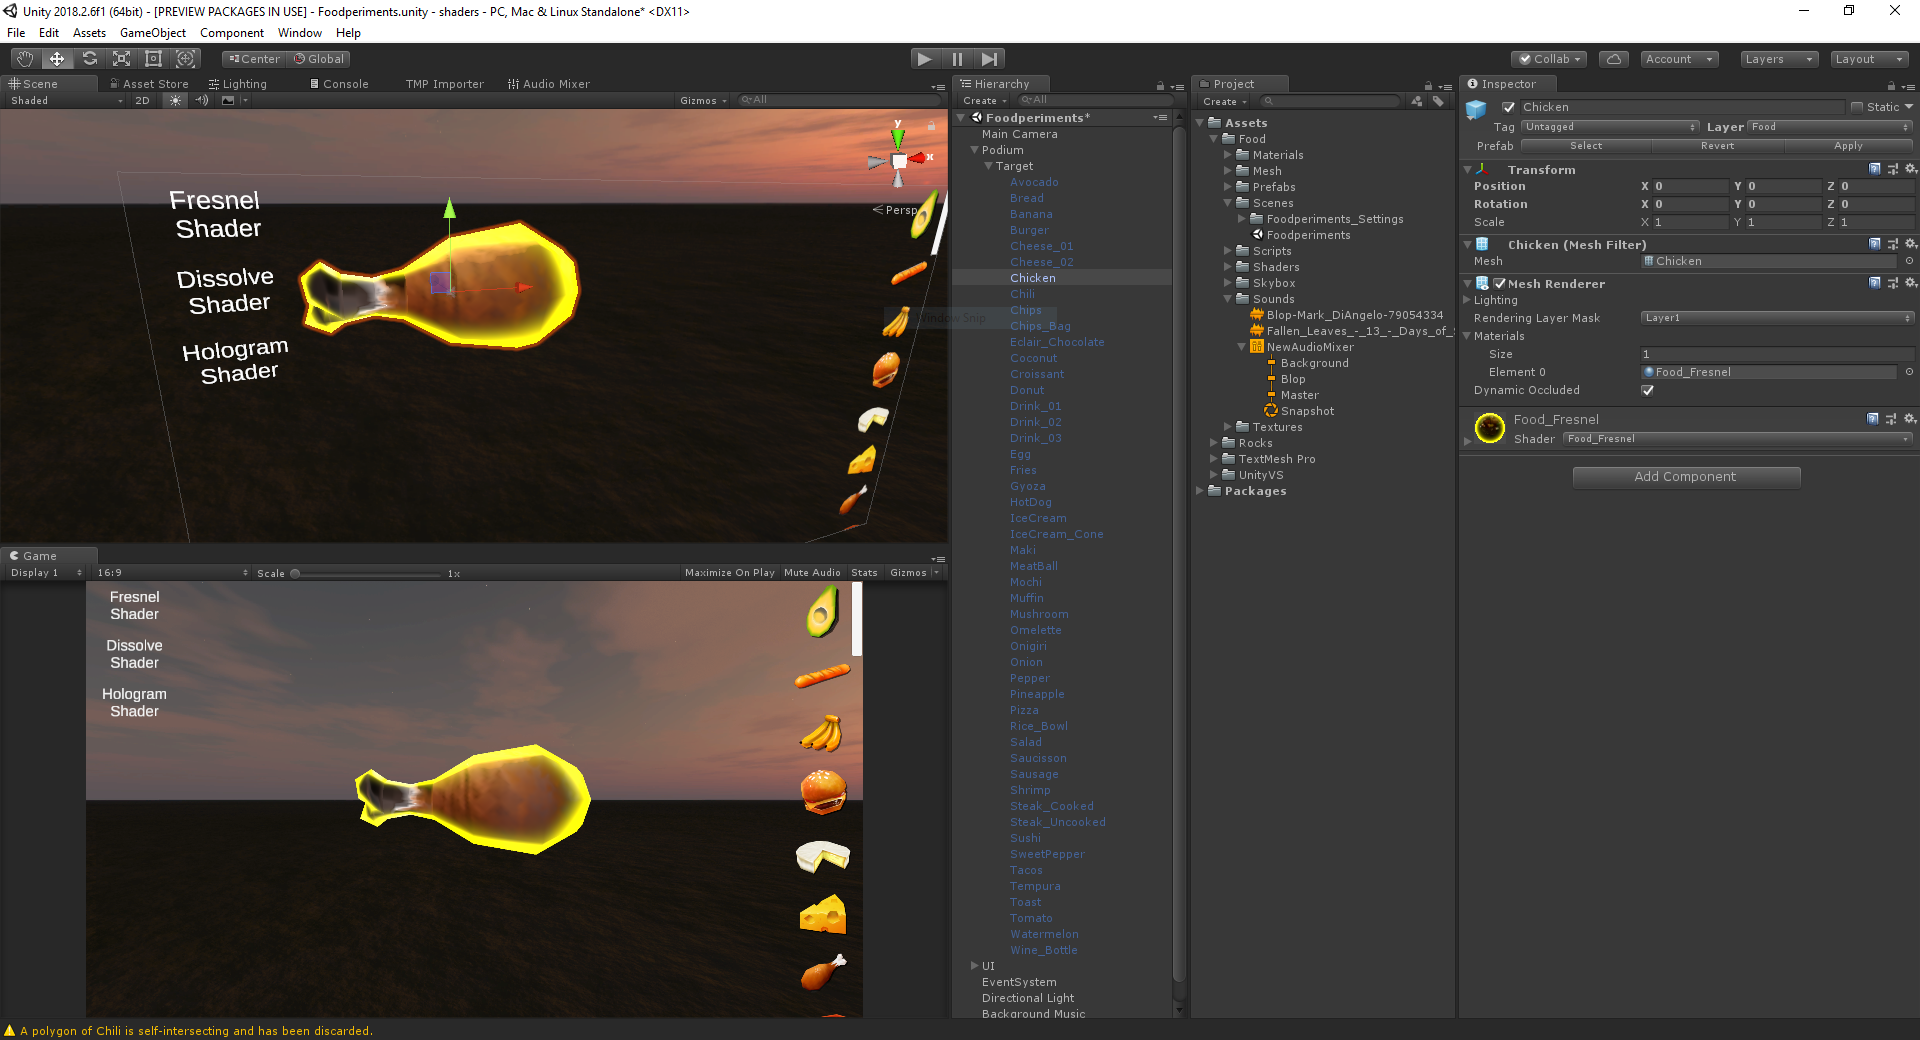 Unity 2018.2.6f1 (64bit) - [PREVIEW PACKAGES IN USE] - Foodperiments.unity - shaders - PC, Mac & Linux Standalone* <DX11>
File Edit Assets GameObject Component Window Help
Center Global
Collab Account Layers Layout
Scene Asset Store Lighting Console TMP Importer Audio Mixer
Shaded 2D Gizmos All
y
x
Persp
Fresnel
Shader
Dissolve
Shader
Hologram
Shader
Window Snip
Game
Display 1 16:9 Scale 1x Maximize On Play Mute Audio Stats Gizmos
Fresnel
Shader
Dissolve
Shader
Hologram
Shader
Hierarchy
Create All
Foodperiments*
Main Camera
Podium
Target
Avocado
Bread
Banana
Burger
Cheese_01
Cheese_02
Chicken
Chili
Chips
Chips_Bag
Eclair_Chocolate
Coconut
Croissant
Donut
Drink_01
Drink_02
Drink_03
Egg
Fries
Gyoza
HotDog
IceCream
IceCream_Cone
Maki
MeatBall
Mochi
Muffin
Mushroom
Omelette
Onigiri
Onion
Pepper
Pineapple
Pizza
Rice_Bowl
Salad
Saucisson
Sausage
Shrimp
Steak_Cooked
Steak_Uncooked
Sushi
SweetPepper
Tacos
Tempura
Toast
Tomato
Watermelon
Wine_Bottle
UI
EventSystem
Directional Light
Background Music
Project
Create
Assets
Food
Materials
Mesh
Prefabs
Scenes
Foodperiments_Settings
Foodperiments
Scripts
Shaders
Skybox
Sounds
Blop-Mark_DiAngelo-79054334
Fallen_Leaves_-_13_-_Days_of_
NewAudioMixer
Background
Blop
Master
Snapshot
Textures
Rocks
TextMesh Pro
UnityVS
Packages
Inspector
Chicken Static
Tag Untagged Layer Food
Prefab Select Revert Apply
Transform
Position X 0 Y 0 Z 0
Rotation X 0 Y 0 Z 0
Scale X 1 Y 1 Z 1
Chicken (Mesh Filter)
Mesh Chicken
Mesh Renderer
Lighting
Rendering Layer Mask Layer1
Materials
Size 1
Element 0 Food_Fresnel
Dynamic Occluded
Food_Fresnel
Shader Food_Fresnel
Add Component
A polygon of Chili is self-intersecting and has been discarded.